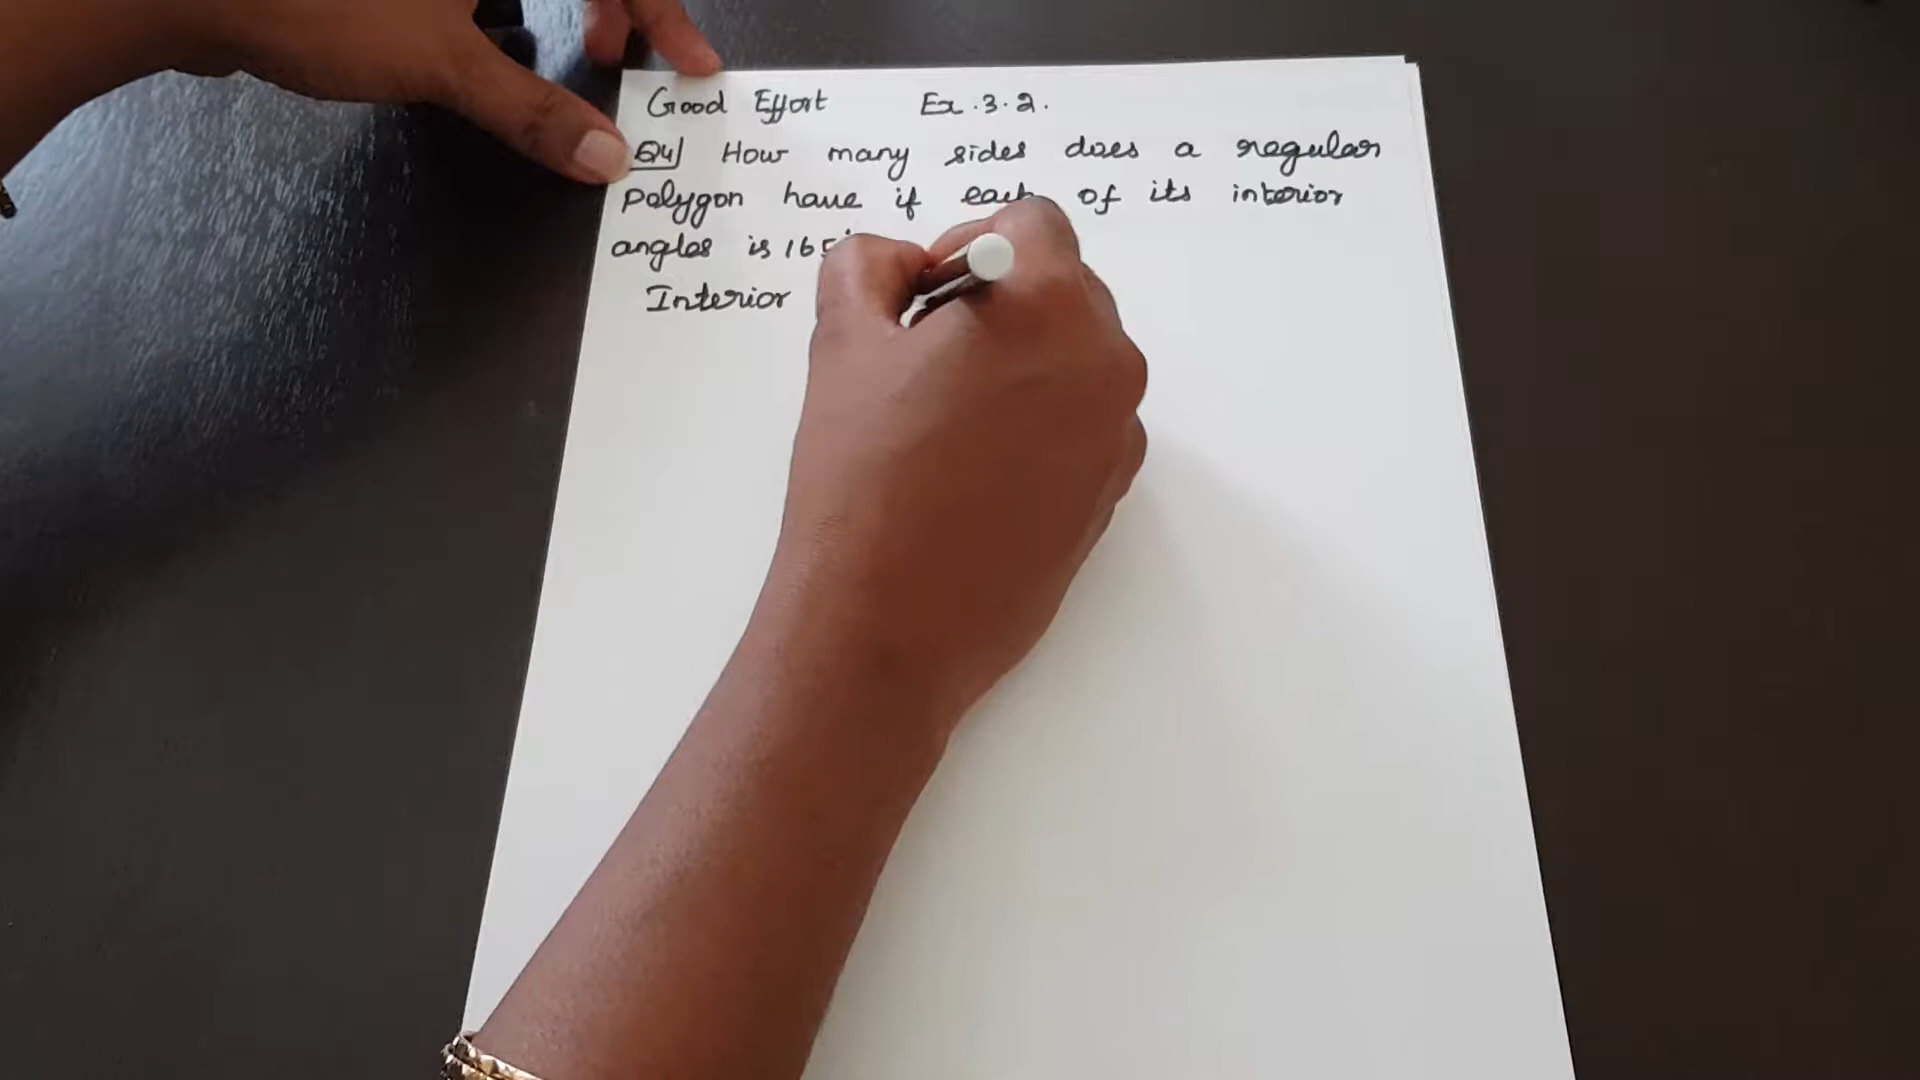 Good Effort Ex.3.2.
Q4] How many sides does a regular
polygon have if each of its interior
angles is 165
Interior